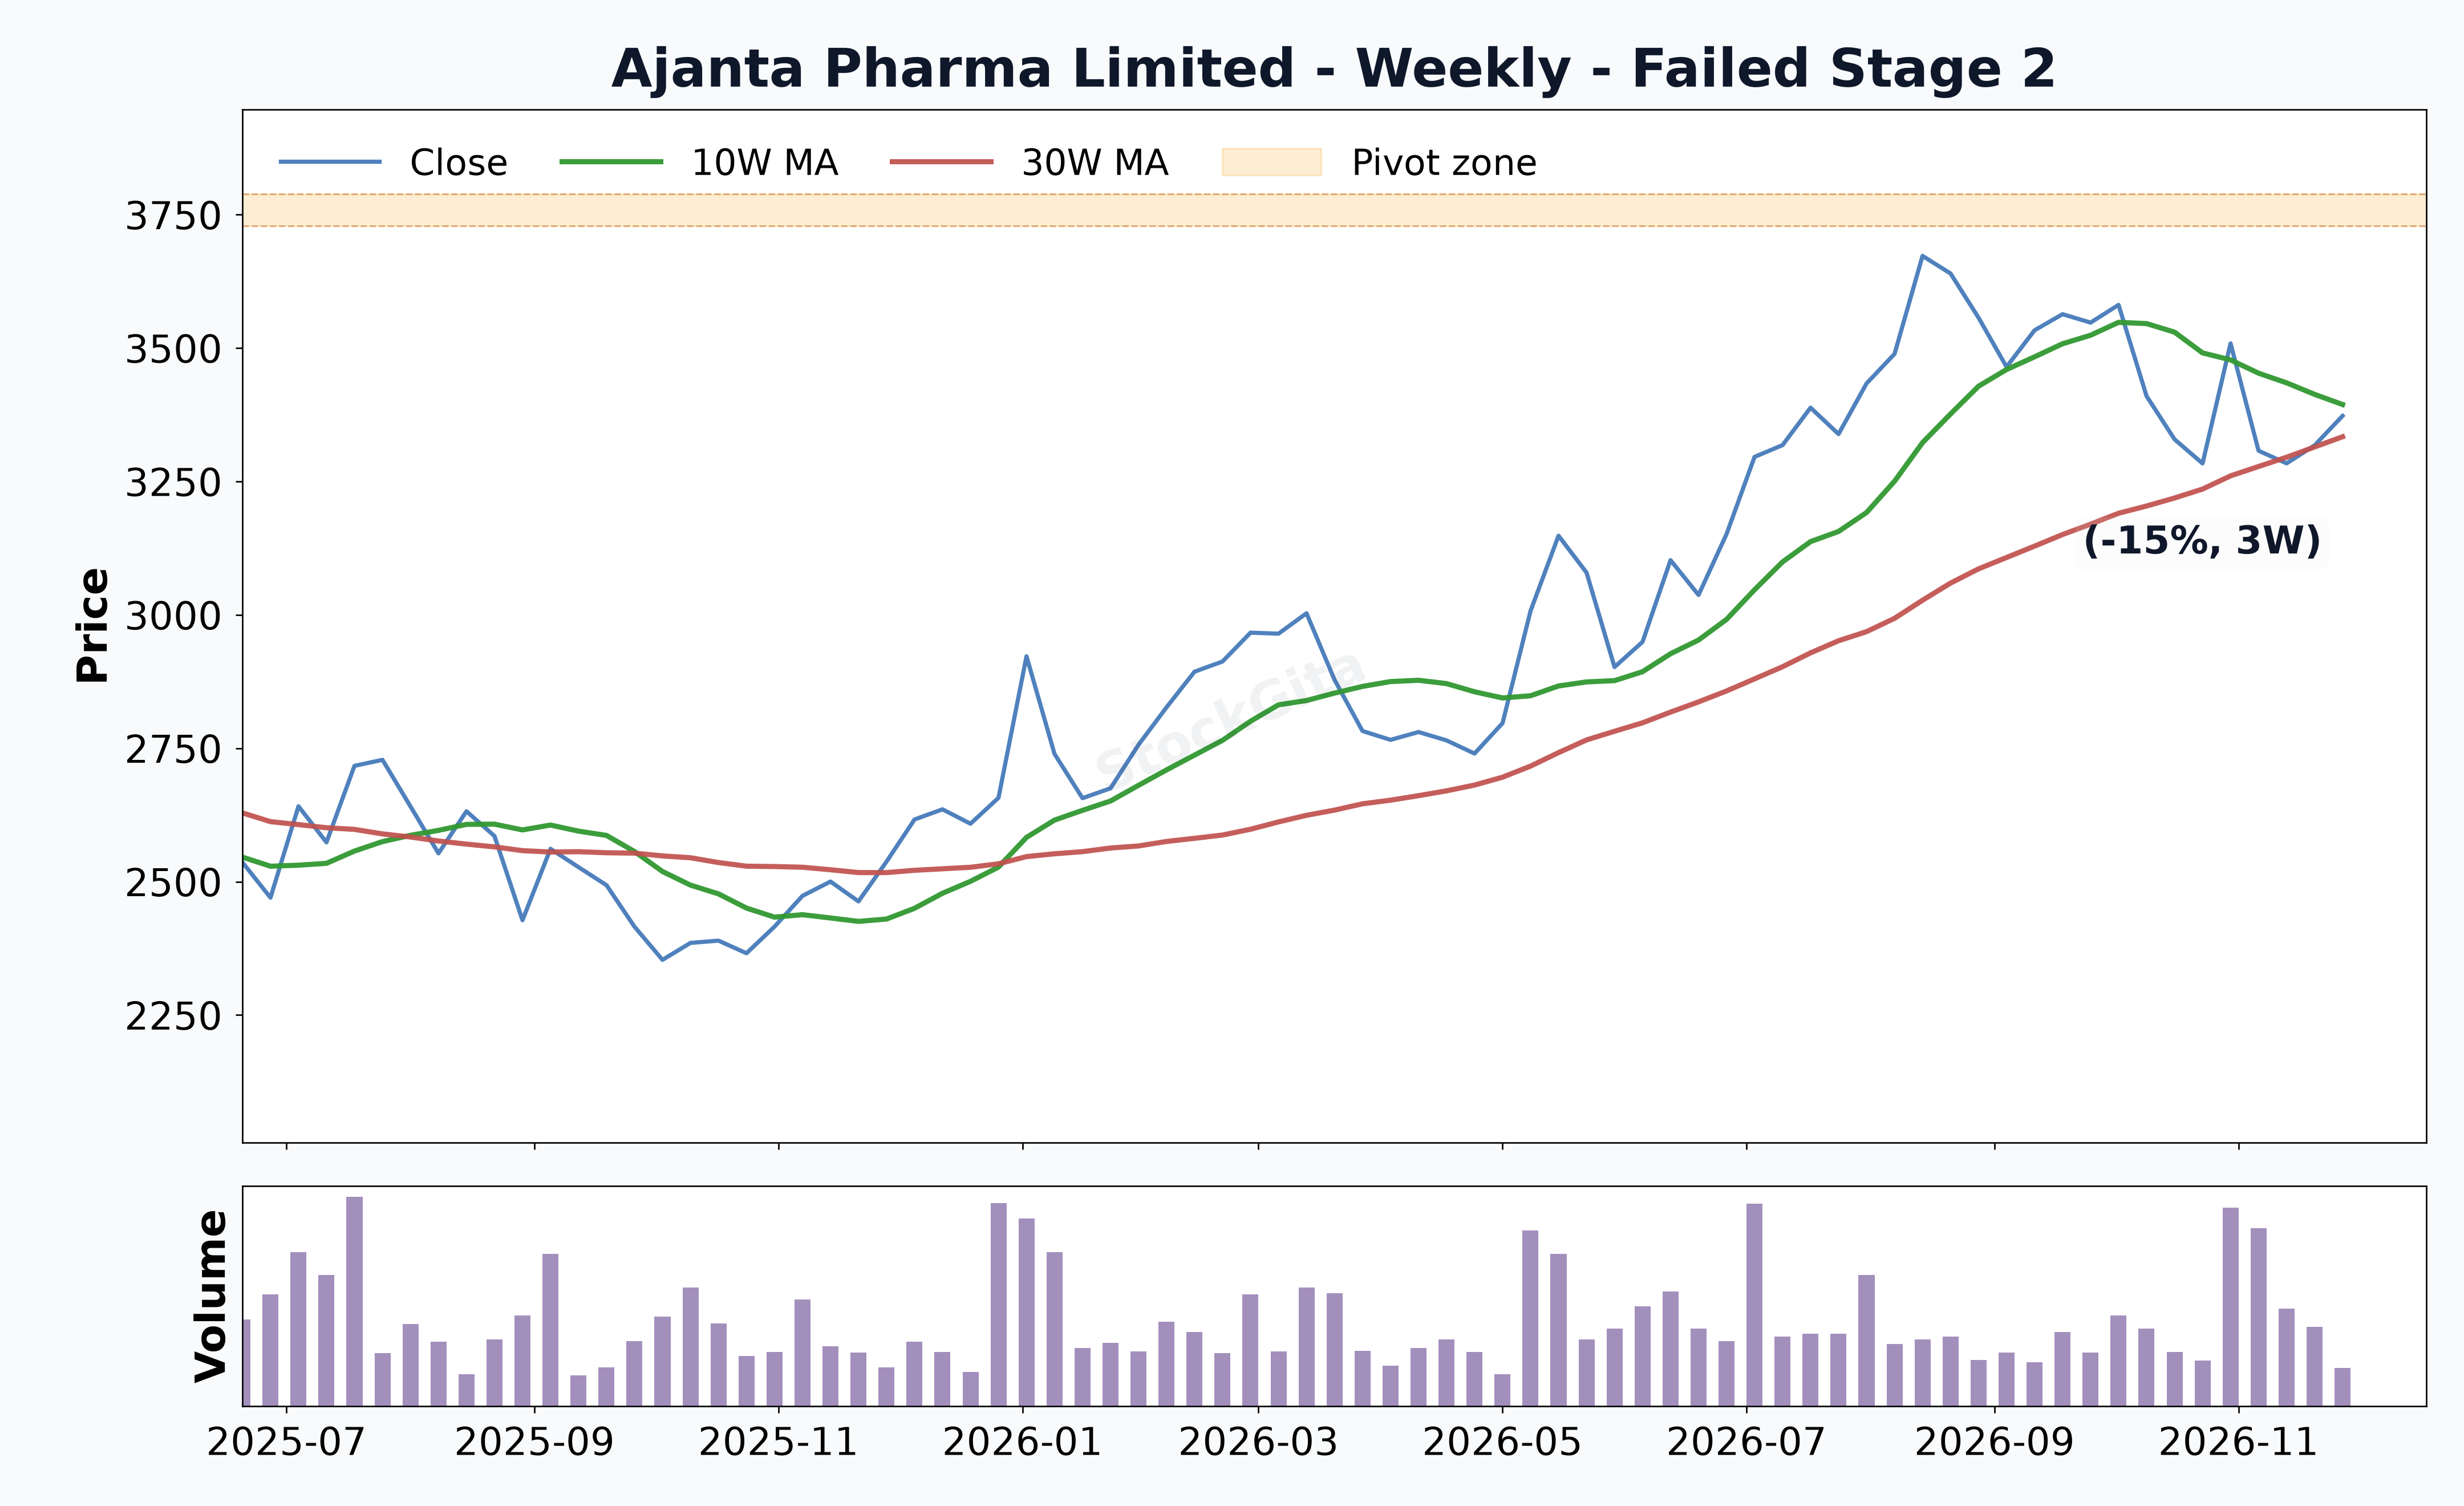 Ajanta Pharma Limited - Weekly - Failed Stage 2
Close
10W MA
30W MA
Pivot zone
Price
3750
3500
3250
3000
2750
2500
2250
(-15%, 3W)
StockGita
Volume
2025-07
2025-09
2025-11
2026-01
2026-03
2026-05
2026-07
2026-09
2026-11